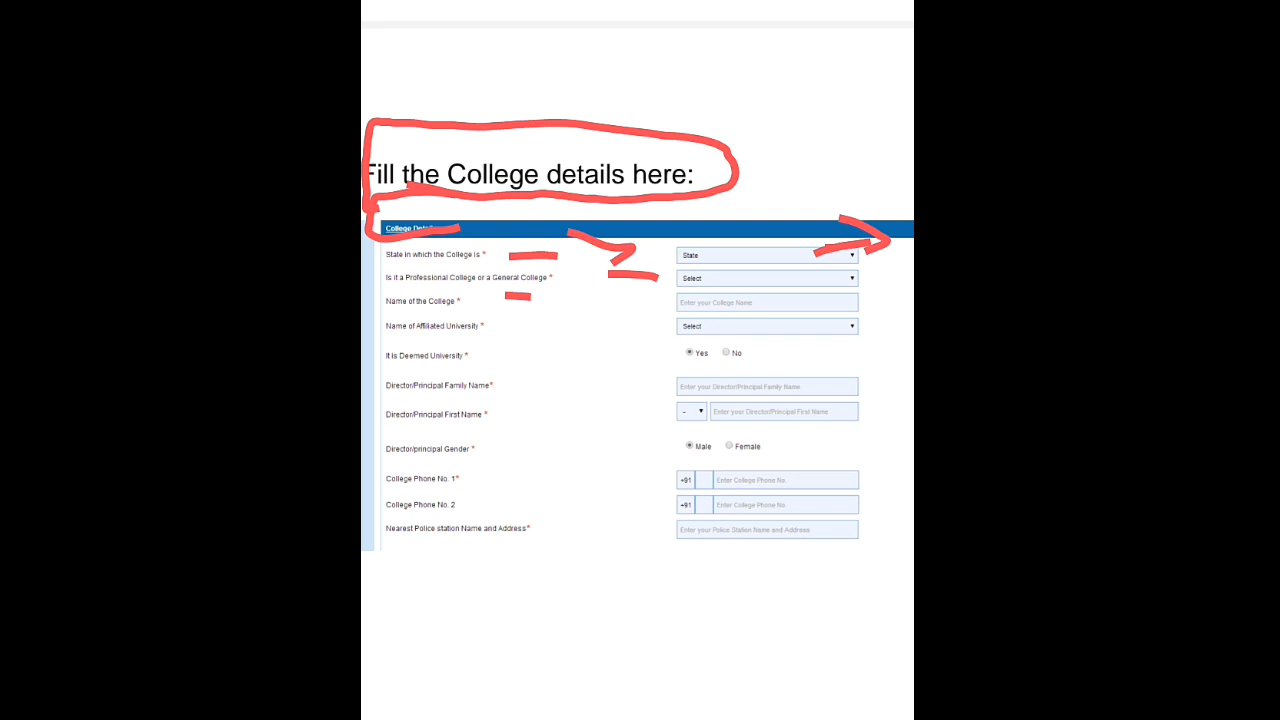 Fill the College details here:
College Details
State in which the College is * State
Is it a Professional College or a General College * Select
Name of the College * Enter your College Name
Name of Affiliated University * Select
It is Deemed University * Yes No
Director/Principal Family Name* Enter your Director/Principal Family Name
Director/Principal First Name * - Enter your Director/Principal First Name
Director/principal Gender * Male Female
College Phone No. 1* +91 Enter College Phone No.
College Phone No. 2 +91 Enter College Phone No.
Nearest Police station Name and Address* Enter your Police Station Name and Address